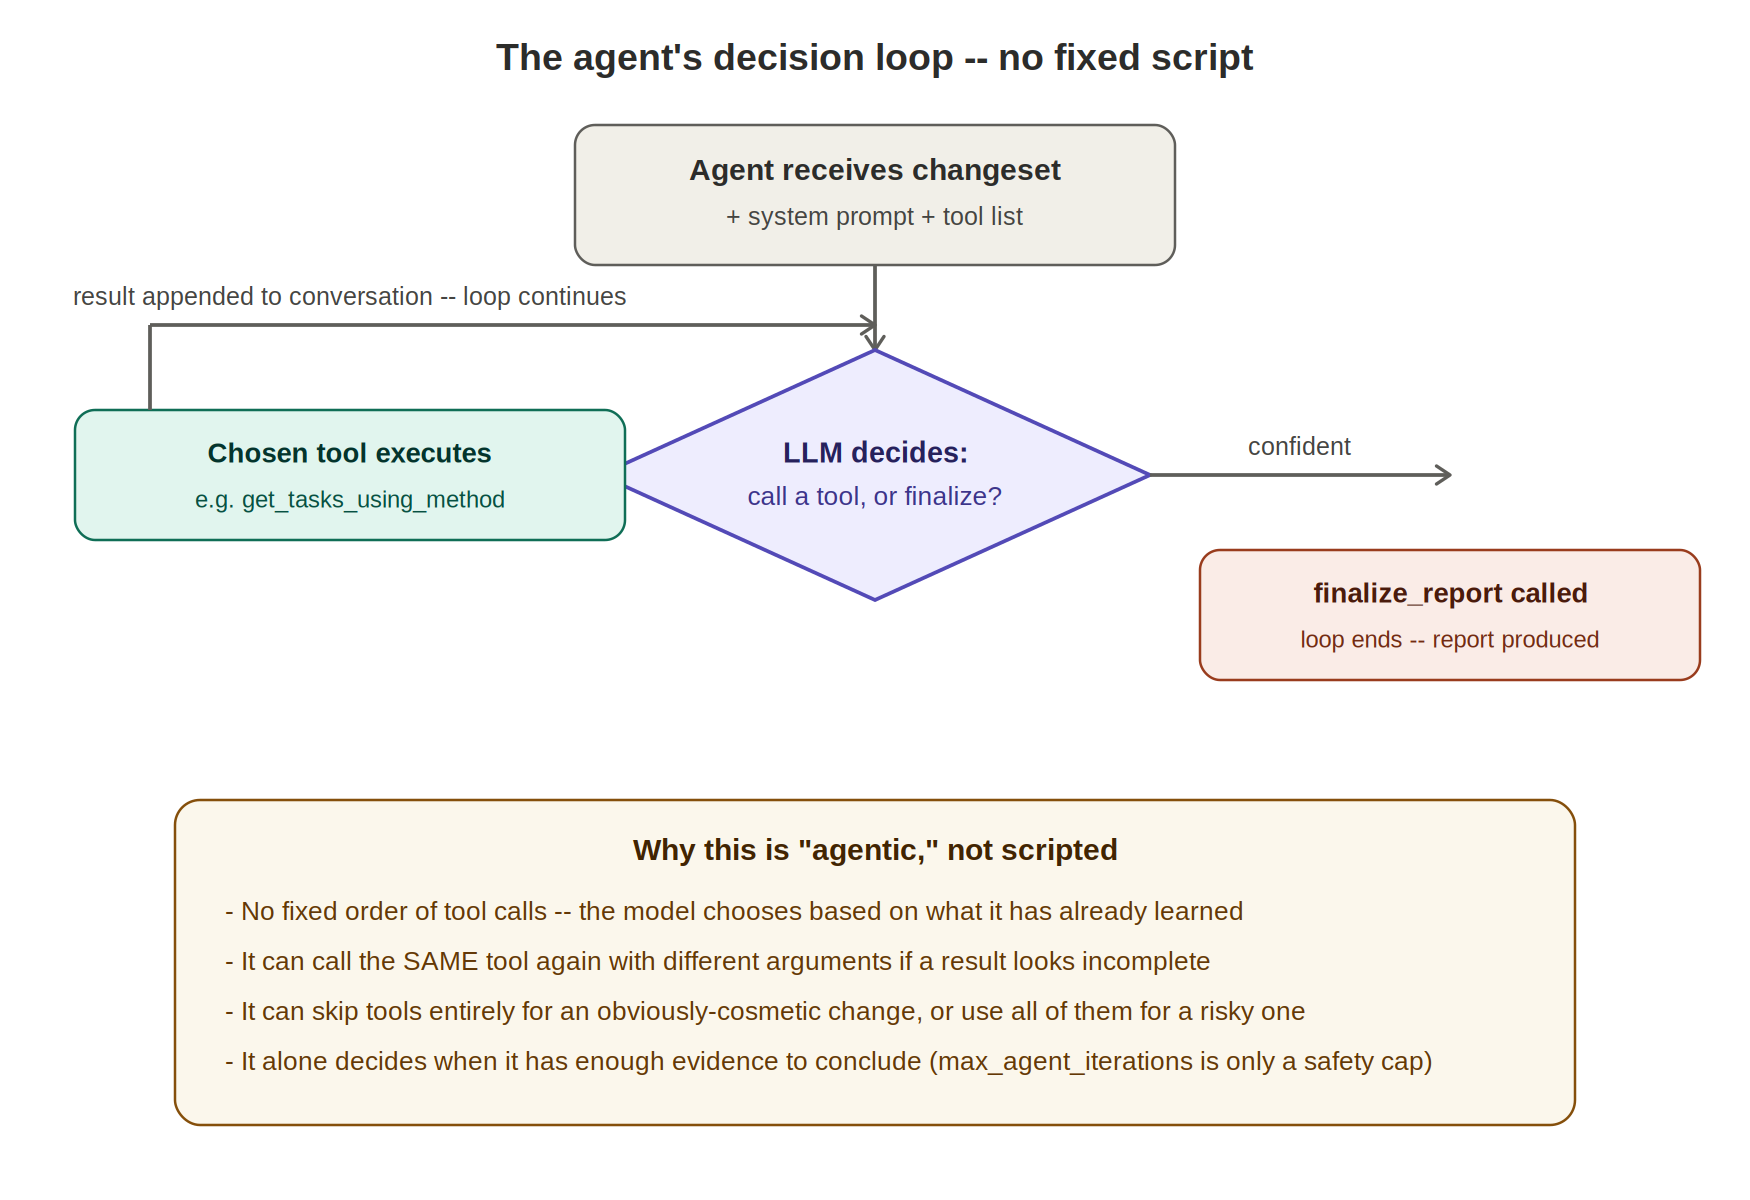 The agent's decision loop -- no fixed script
Agent receives changeset
+ system prompt + tool list
result appended to conversation -- loop continues
Chosen tool executes
e.g. get_tasks_using_method
LLM decides:
call a tool, or finalize?
confident
finalize_report called
loop ends -- report produced
Why this is "agentic," not scripted
- No fixed order of tool calls -- the model chooses based on what it has already learned
- It can call the SAME tool again with different arguments if a result looks incomplete
- It can skip tools entirely for an obviously-cosmetic change, or use all of them for a risky one
- It alone decides when it has enough evidence to conclude (max_agent_iterations is only a safety cap)